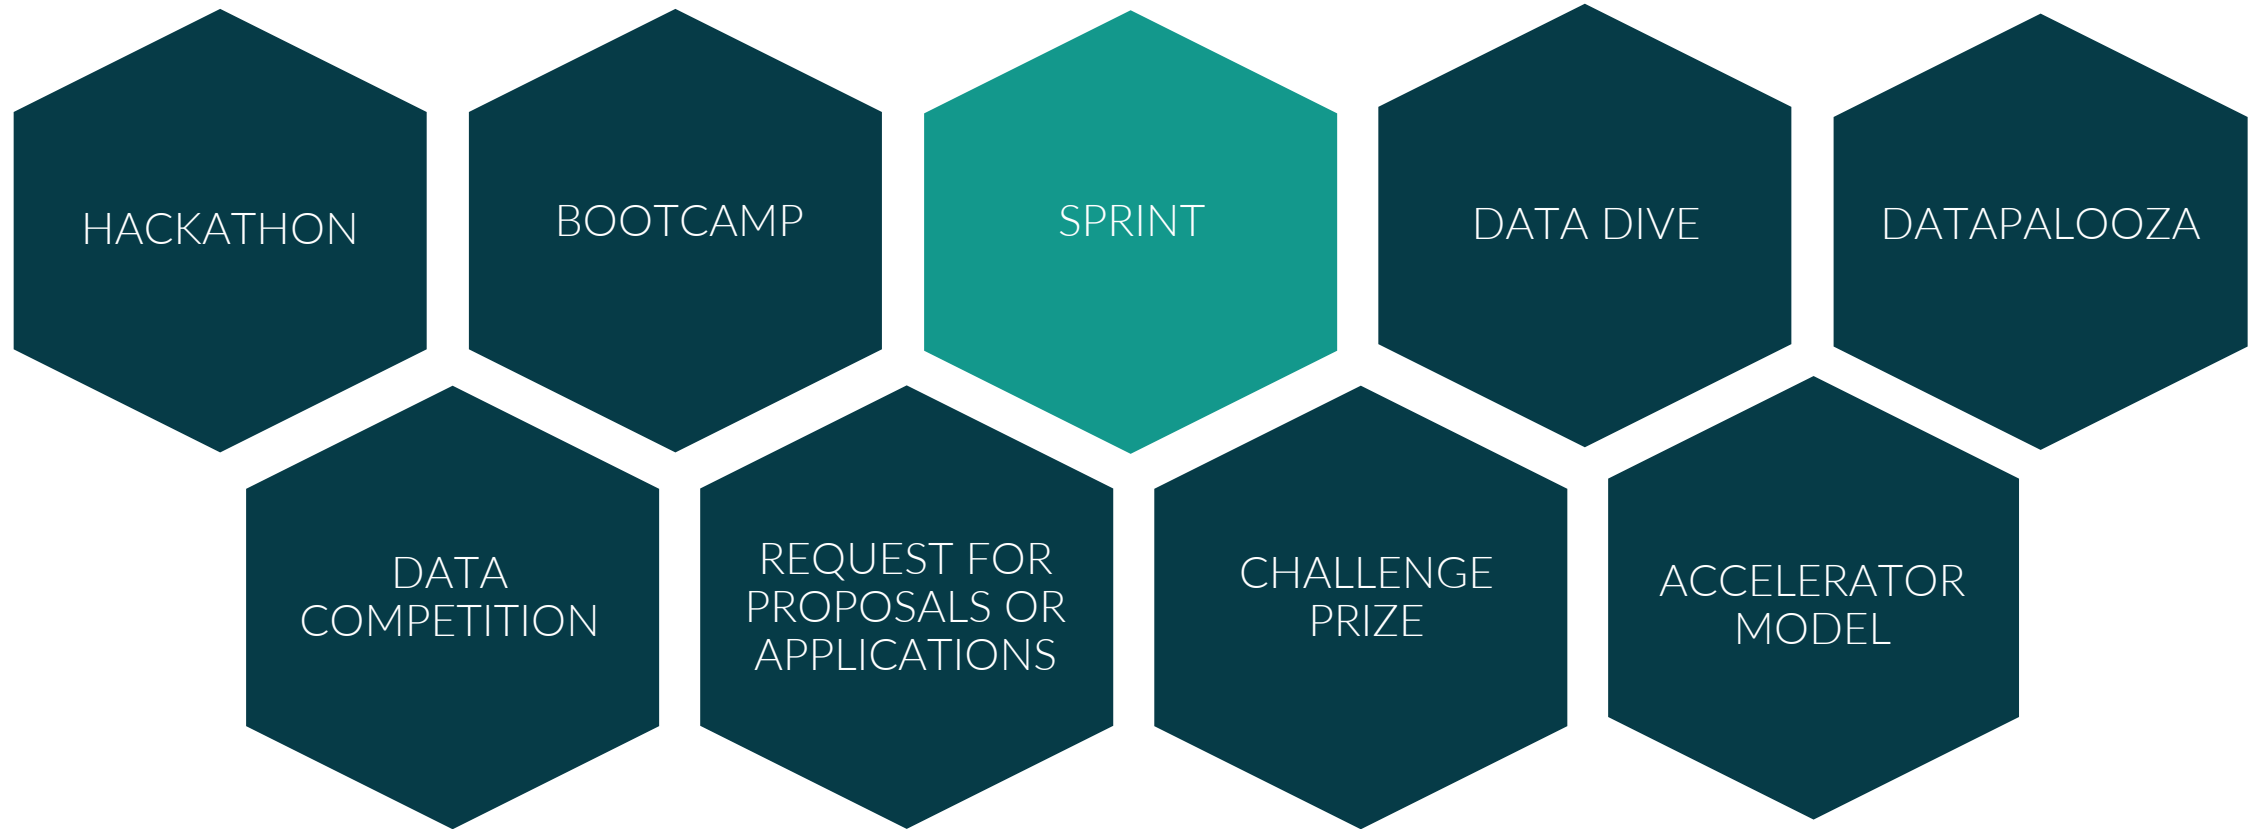 HACKATHON
BOOTCAMP
SPRINT
DATA DIVE
DATAPALOOZA
DATA
COMPETITION
REQUEST FOR
PROPOSALS OR
APPLICATIONS
CHALLENGE
PRIZE
ACCELERATOR
MODEL